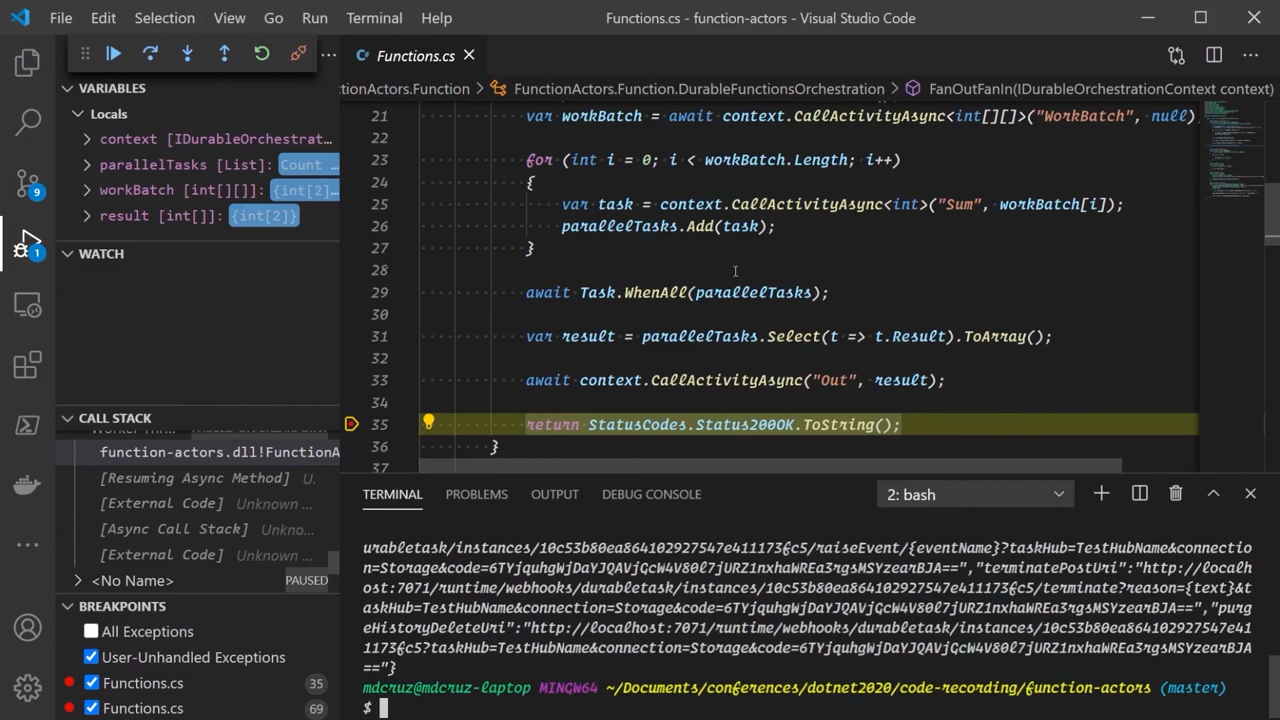 File Edit Selection View Go Run Terminal Help Functions.cs - function-actors - Visual Studio Code
Functions.cs
VARIABLES
Locals
context [IDurableOrchestrat...
parallelTasks [List]: Count ...
workBatch [int[][]]: {int[2]...
result [int[]]: {int[2]}
WATCH
CALL STACK
function-actors.dll!FunctionA
[Resuming Async Method] U.
[External Code] Unknown ...
[Async Call Stack] Unkno...
[External Code] Unknown ...
<No Name> PAUSED
BREAKPOINTS
All Exceptions
User-Unhandled Exceptions
Functions.cs 35
Functions.cs 69
9
1
ctionActors.Function FunctionActors.Function.DurableFunctionsOrchestration FanOutFanIn(IDurableOrchestrationContext context)
21 var workBatch = await context.CallActivityAsync<int[][]>("WorkBatch", null)
22
23 for (int i = 0; i < workBatch.Length; i++)
24 {
25 var task = context.CallActivityAsync<int>("Sum", workBatch[i]);
26 parallelTasks.Add(task);
27 }
28
29 await Task.WhenAll(parallelTasks);
30
31 var result = parallelTasks.Select(t => t.Result).ToArray();
32
33 await context.CallActivityAsync("Out", result);
34
35 return StatusCodes.Status200OK.ToString();
36 }
37
TERMINAL PROBLEMS OUTPUT DEBUG CONSOLE 2: bash
urabletask/instances/10c53b80ea864102927547e411173fc5/raiseEvent/{eventName}?taskHub=TestHubName&connection
=Storage&code=6TYjquhgWjDaYJQAVjGcW4V80l7jURZ1nxhaWREa3rgsMSYzearBJA==","terminatePostUri":"http://localh
ost:7071/runtime/webhooks/durabletask/instances/10c53b80ea864102927547e411173fc5/terminate?reason={text}&
taskHub=TestHubName&connection=Storage&code=6TYjquhgWjDaYJQAVjGcW4V80l7jURZ1nxhaWREa3rgsMSYzearBJA==","purg
eHistoryDeleteUri":"http://localhost:7071/runtime/webhooks/durabletask/instances/10c53b80ea864102927547e4
11173fc5?taskHub=TestHubName&connection=Storage&code=6TYjquhgWjDaYJQAVjGcW4V80l7jURZ1nxhaWREa3rgsMSYzearBJA
=="}
mdcruz@mdcruz-laptop MINGW64 ~/Documents/conferences/dotnet2020/code-recording/function-actors (master)
$